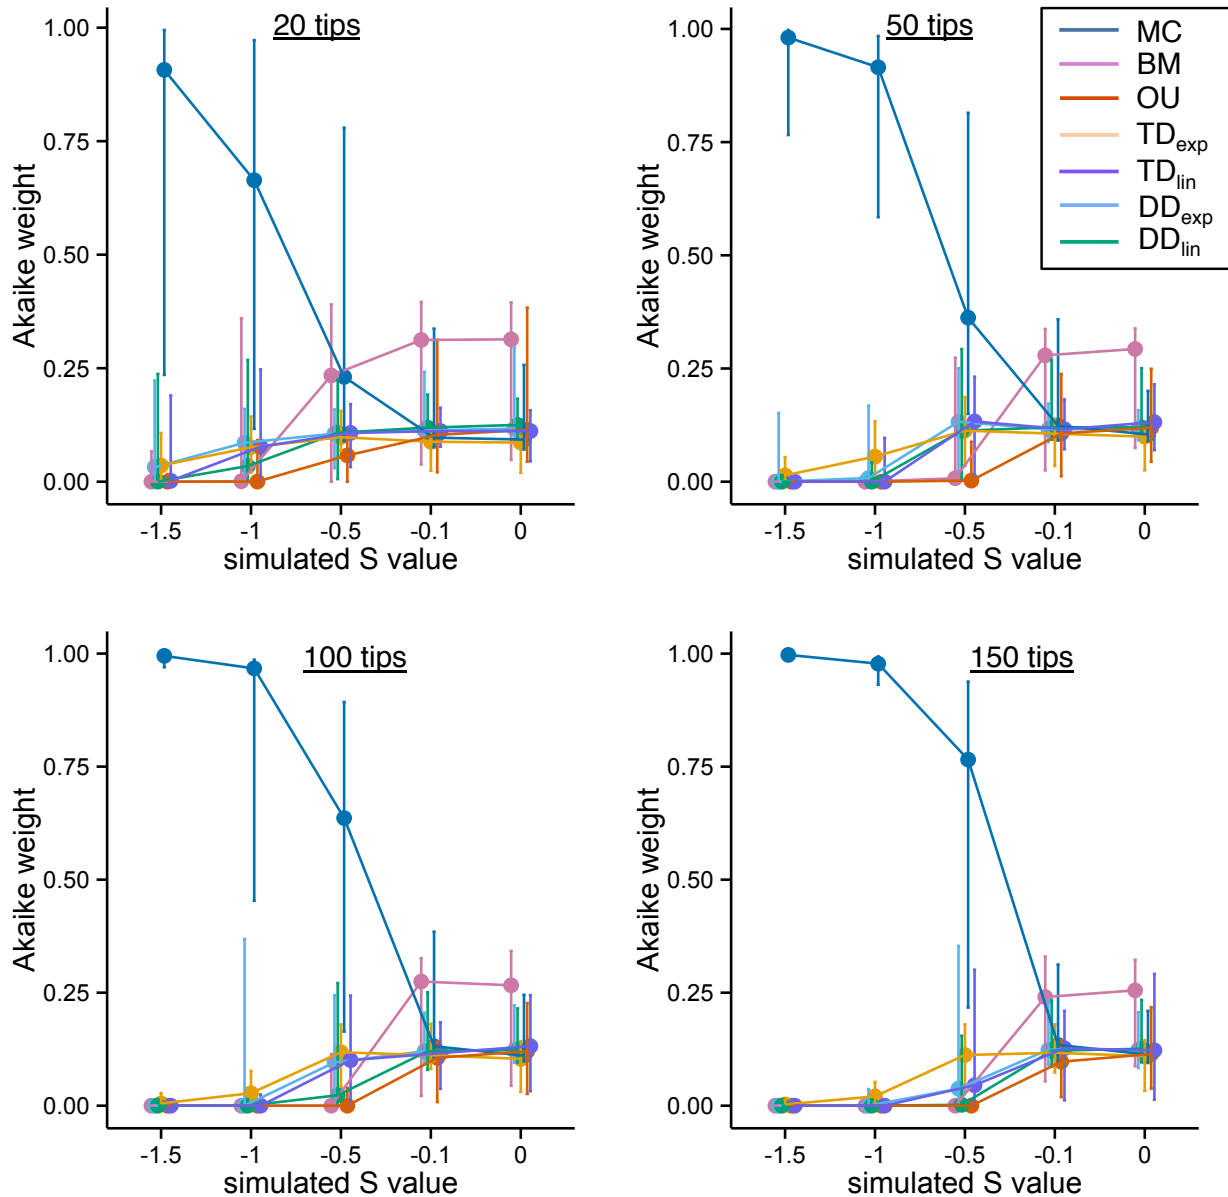 20 tips
1.00
0.75
0.50
0.25
0.00
Akaike weight
-1.5 -1 -0.5 -0.1 0
simulated S value
50 tips
1.00
0.75
0.50
0.25
0.00
Akaike weight
-1.5 -1 -0.5 -0.1 0
simulated S value
MC
BM
OU
TDexp
TDlin
DDexp
DDlin
100 tips
1.00
0.75
0.50
0.25
0.00
Akaike weight
-1.5 -1 -0.5 -0.1 0
simulated S value
150 tips
1.00
0.75
0.50
0.25
0.00
Akaike weight
-1.5 -1 -0.5 -0.1 0
simulated S value